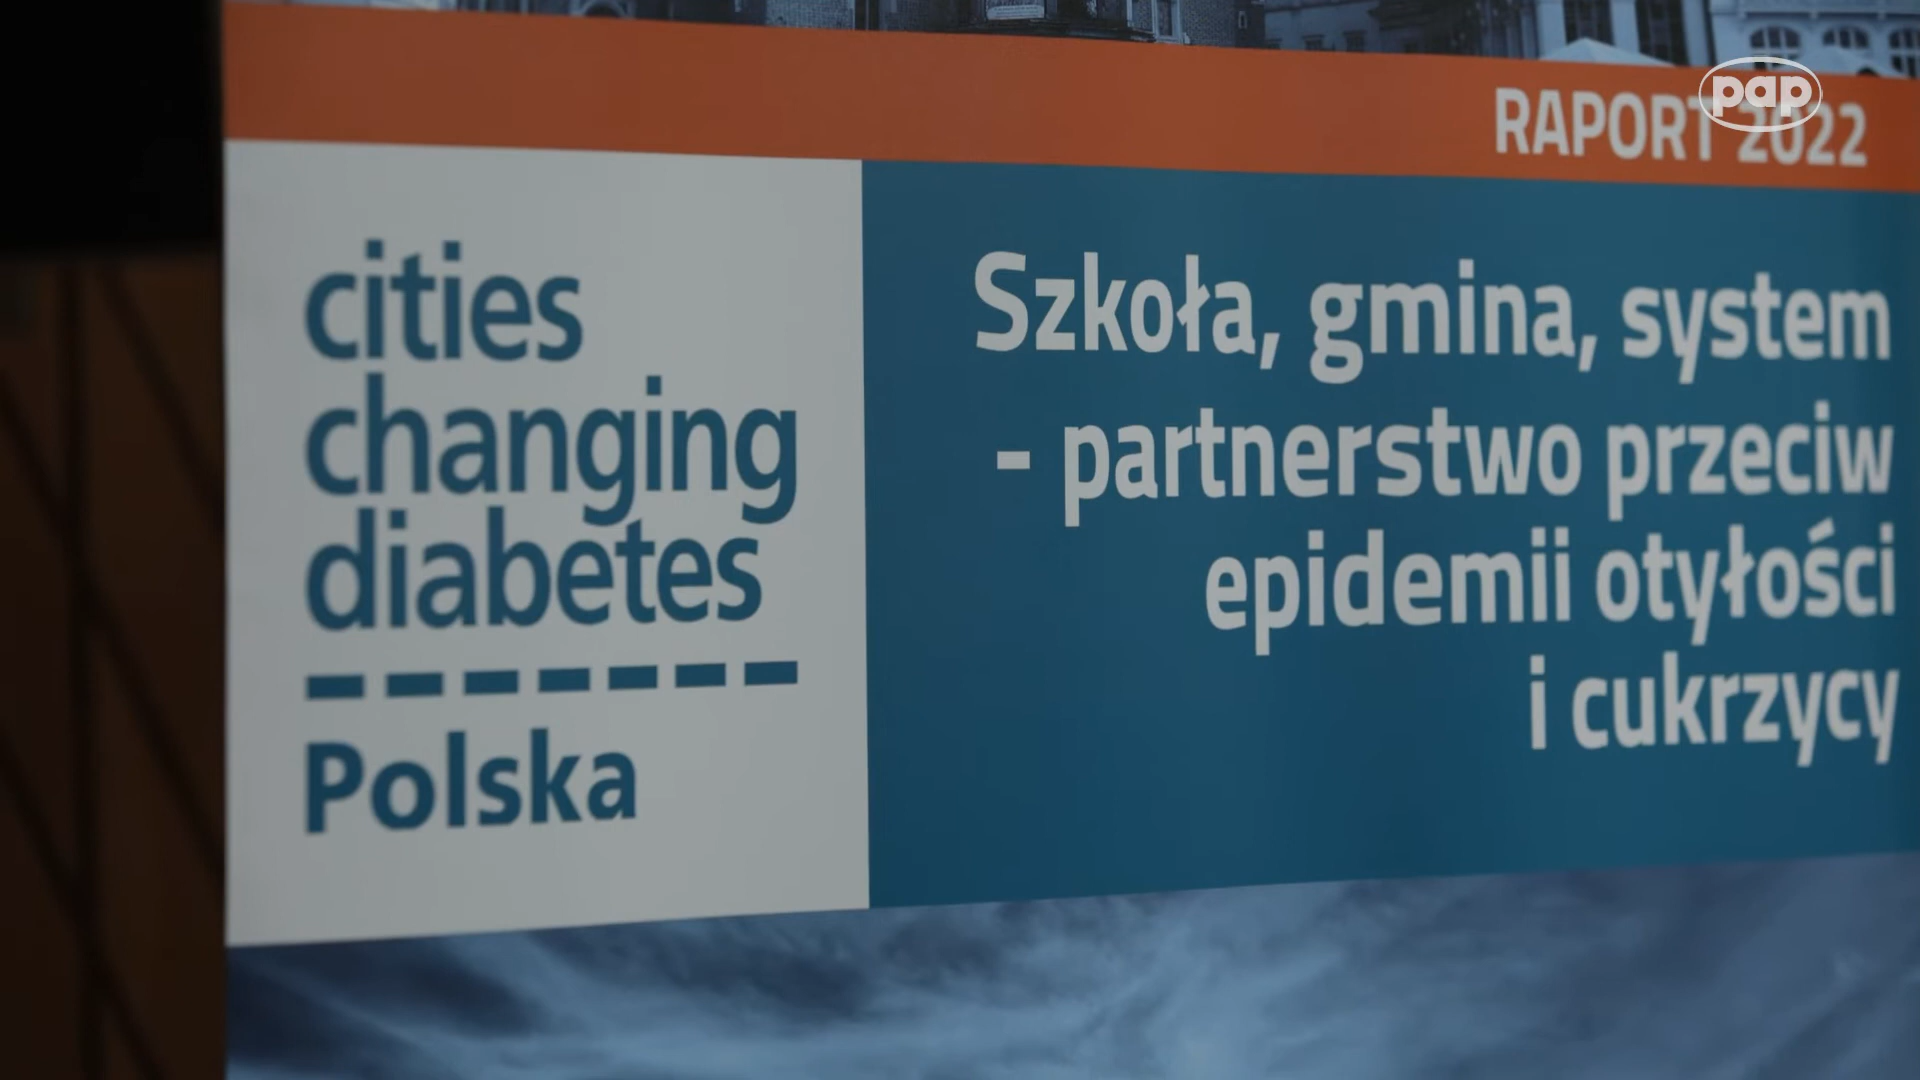 pap
RAPORT 2022
cities
changing
diabetes
Polska
Szkoła, gmina, system
- partnerstwo przeciw
epidemii otyłości
i cukrzycy